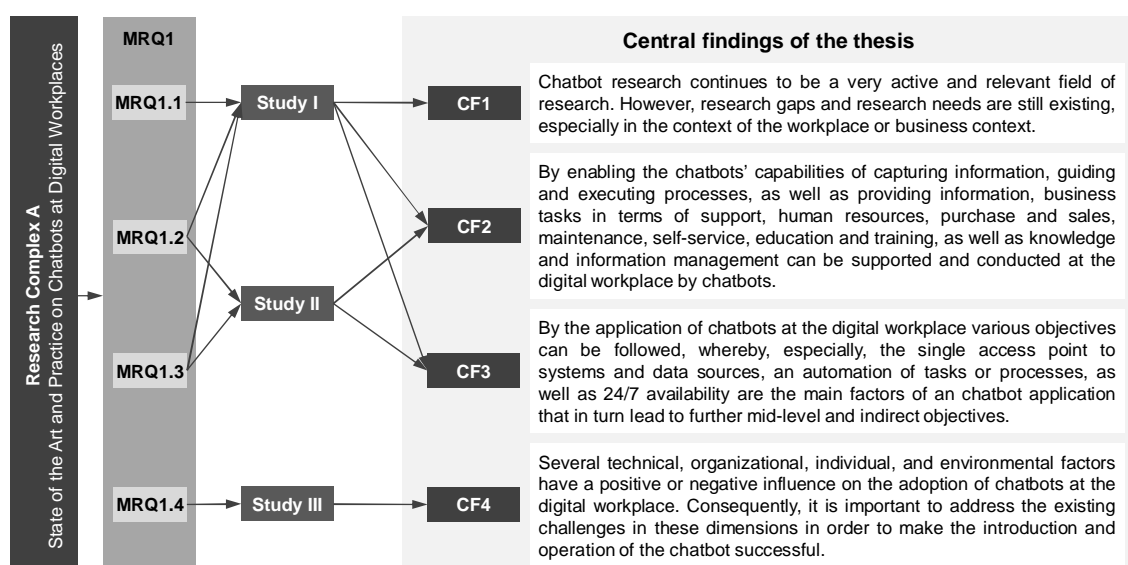 Research Complex A
State of the Art and Practice on Chatbots at Digital Workplaces
MRQ1
MRQ1.1
MRQ1.2
MRQ1.3
MRQ1.4
Study I
Study II
Study III
Central findings of the thesis
CF1
Chatbot research continues to be a very active and relevant field of
research. However, research gaps and research needs are still existing,
especially in the context of the workplace or business context.
CF2
By enabling the chatbots’ capabilities of capturing information, guiding
and executing processes, as well as providing information, business
tasks in terms of support, human resources, purchase and sales,
maintenance, self-service, education and training, as well as knowledge
and information management can be supported and conducted at the
digital workplace by chatbots.
CF3
By the application of chatbots at the digital workplace various objectives
can be followed, whereby, especially, the single access point to
systems and data sources, an automation of tasks or processes, as
well as 24/7 availability are the main factors of an chatbot application
that in turn lead to further mid-level and indirect objectives.
CF4
Several technical, organizational, individual, and environmental factors
have a positive or negative influence on the adoption of chatbots at the
digital workplace. Consequently, it is important to address the existing
challenges in these dimensions in order to make the introduction and
operation of the chatbot successful.